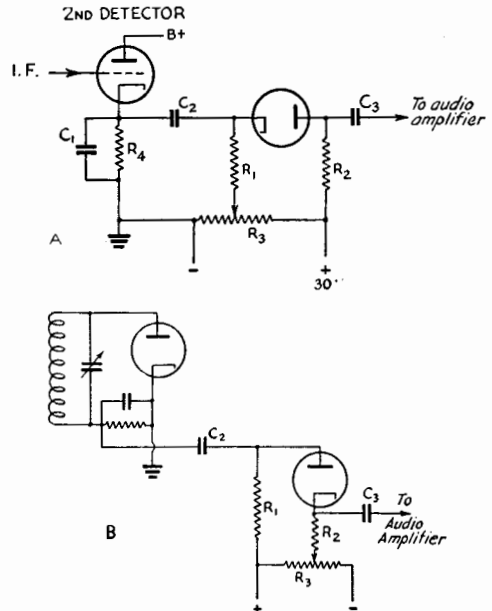 2ND DETECTOR
B+
I.F.
C2
C3
To audio
amplifier
C1
R4
R1
R2
R3
A
-
+
30
C2
B
R1
C3
To
Audio
Amplifier
R2
R3
+
-